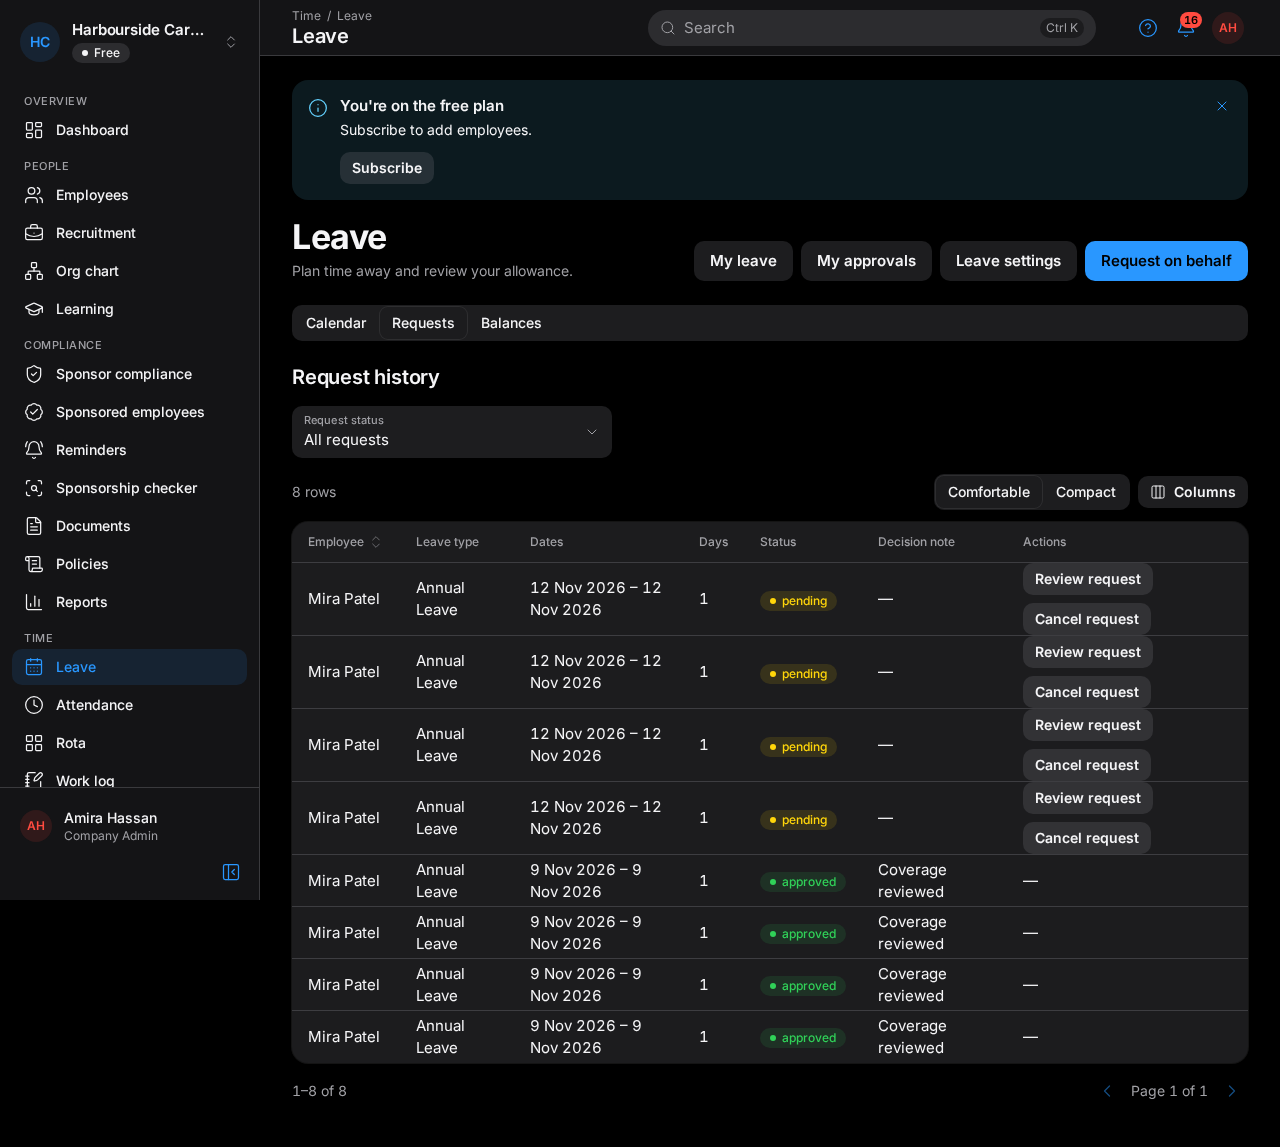 HC
Harbourside Car...
Free
OVERVIEW
Dashboard
PEOPLE
Employees
Recruitment
Org chart
Learning
COMPLIANCE
Sponsor compliance
Sponsored employees
Reminders
Sponsorship checker
Documents
Policies
Reports
TIME
Leave
Attendance
Rota
Work log
AH
Amira Hassan
Company Admin
Time / Leave
Leave
Search
Ctrl K
16
AH
You're on the free plan
Subscribe to add employees.
Subscribe
Leave
Plan time away and review your allowance.
My leave
My approvals
Leave settings
Request on behalf
Calendar
Requests
Balances
Request history
Request status
All requests
8 rows
Comfortable
Compact
Columns
Employee Leave type Dates Days Status Decision note Actions
Mira Patel Annual Leave 12 Nov 2026 – 12 Nov 2026 1 pending — Review request Cancel request
Mira Patel Annual Leave 12 Nov 2026 – 12 Nov 2026 1 pending — Review request Cancel request
Mira Patel Annual Leave 12 Nov 2026 – 12 Nov 2026 1 pending — Review request Cancel request
Mira Patel Annual Leave 12 Nov 2026 – 12 Nov 2026 1 pending — Review request Cancel request
Mira Patel Annual Leave 9 Nov 2026 – 9 Nov 2026 1 approved Coverage reviewed —
Mira Patel Annual Leave 9 Nov 2026 – 9 Nov 2026 1 approved Coverage reviewed —
Mira Patel Annual Leave 9 Nov 2026 – 9 Nov 2026 1 approved Coverage reviewed —
Mira Patel Annual Leave 9 Nov 2026 – 9 Nov 2026 1 approved Coverage reviewed —
1–8 of 8
Page 1 of 1